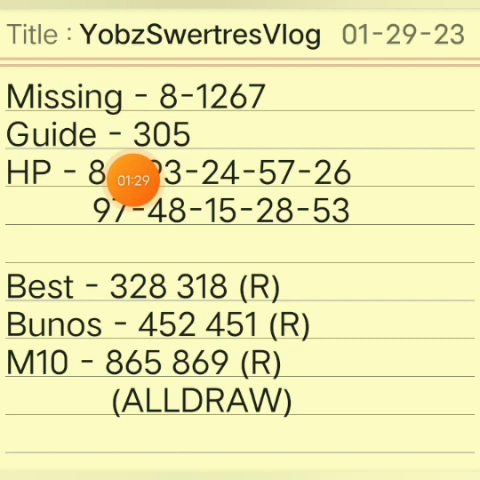 Title : YobzSwertresVlog 01-29-23
Missing - 8-1267
Guide - 305
HP - 8 3-24-57-26
01:29
97-48-15-28-53
Best - 328 318 (R)
Bunos - 452 451 (R)
M10 - 865 869 (R)
(ALLDRAW)